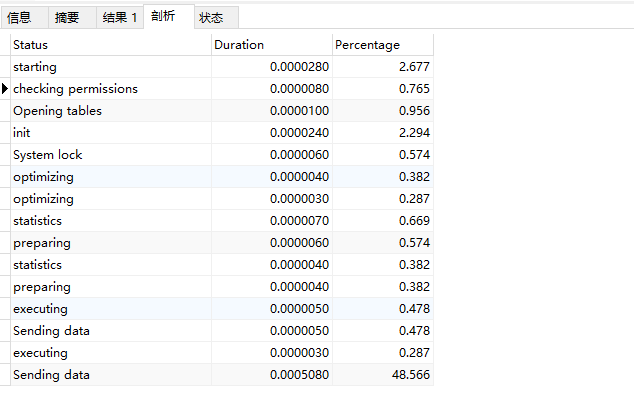 信息 摘要 结果 1 剖析 状态
Status Duration Percentage
starting 0.0000280 2.677
checking permissions 0.0000080 0.765
Opening tables 0.0000100 0.956
init 0.0000240 2.294
System lock 0.0000060 0.574
optimizing 0.0000040 0.382
optimizing 0.0000030 0.287
statistics 0.0000070 0.669
preparing 0.0000060 0.574
statistics 0.0000040 0.382
preparing 0.0000040 0.382
executing 0.0000050 0.478
Sending data 0.0000050 0.478
executing 0.0000030 0.287
Sending data 0.0005080 48.566